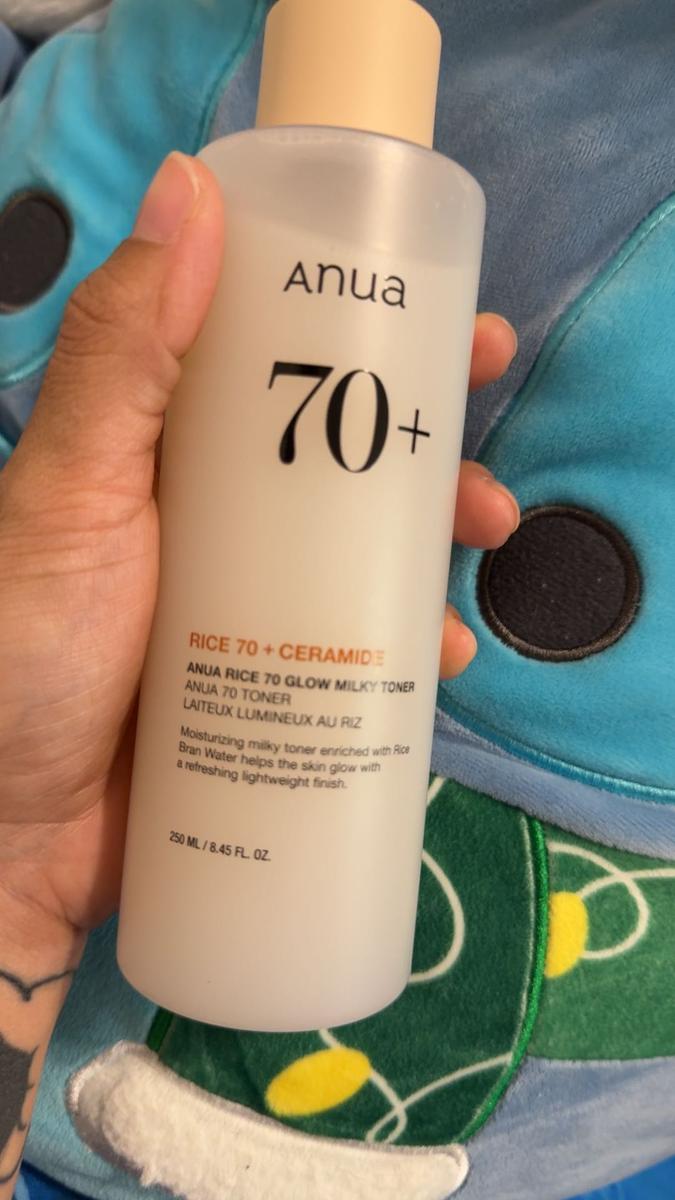 Anua
70+
RICE 70 + CERAMIDE
ANUA RICE 70 GLOW MILKY TONER
ANUA 70 TONER
LAITEUX LUMINEUX AU RIZ
Moisturizing milky toner enriched with Rice
Bran Water helps the skin glow with
a refreshing lightweight finish.
250 ML / 8.45 FL. OZ.